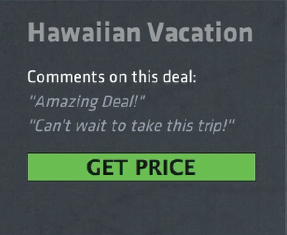 Hawaiian Vacation
Comments on this deal:
"Amazing Deal!"
"Can't wait to take this trip!"
GET PRICE